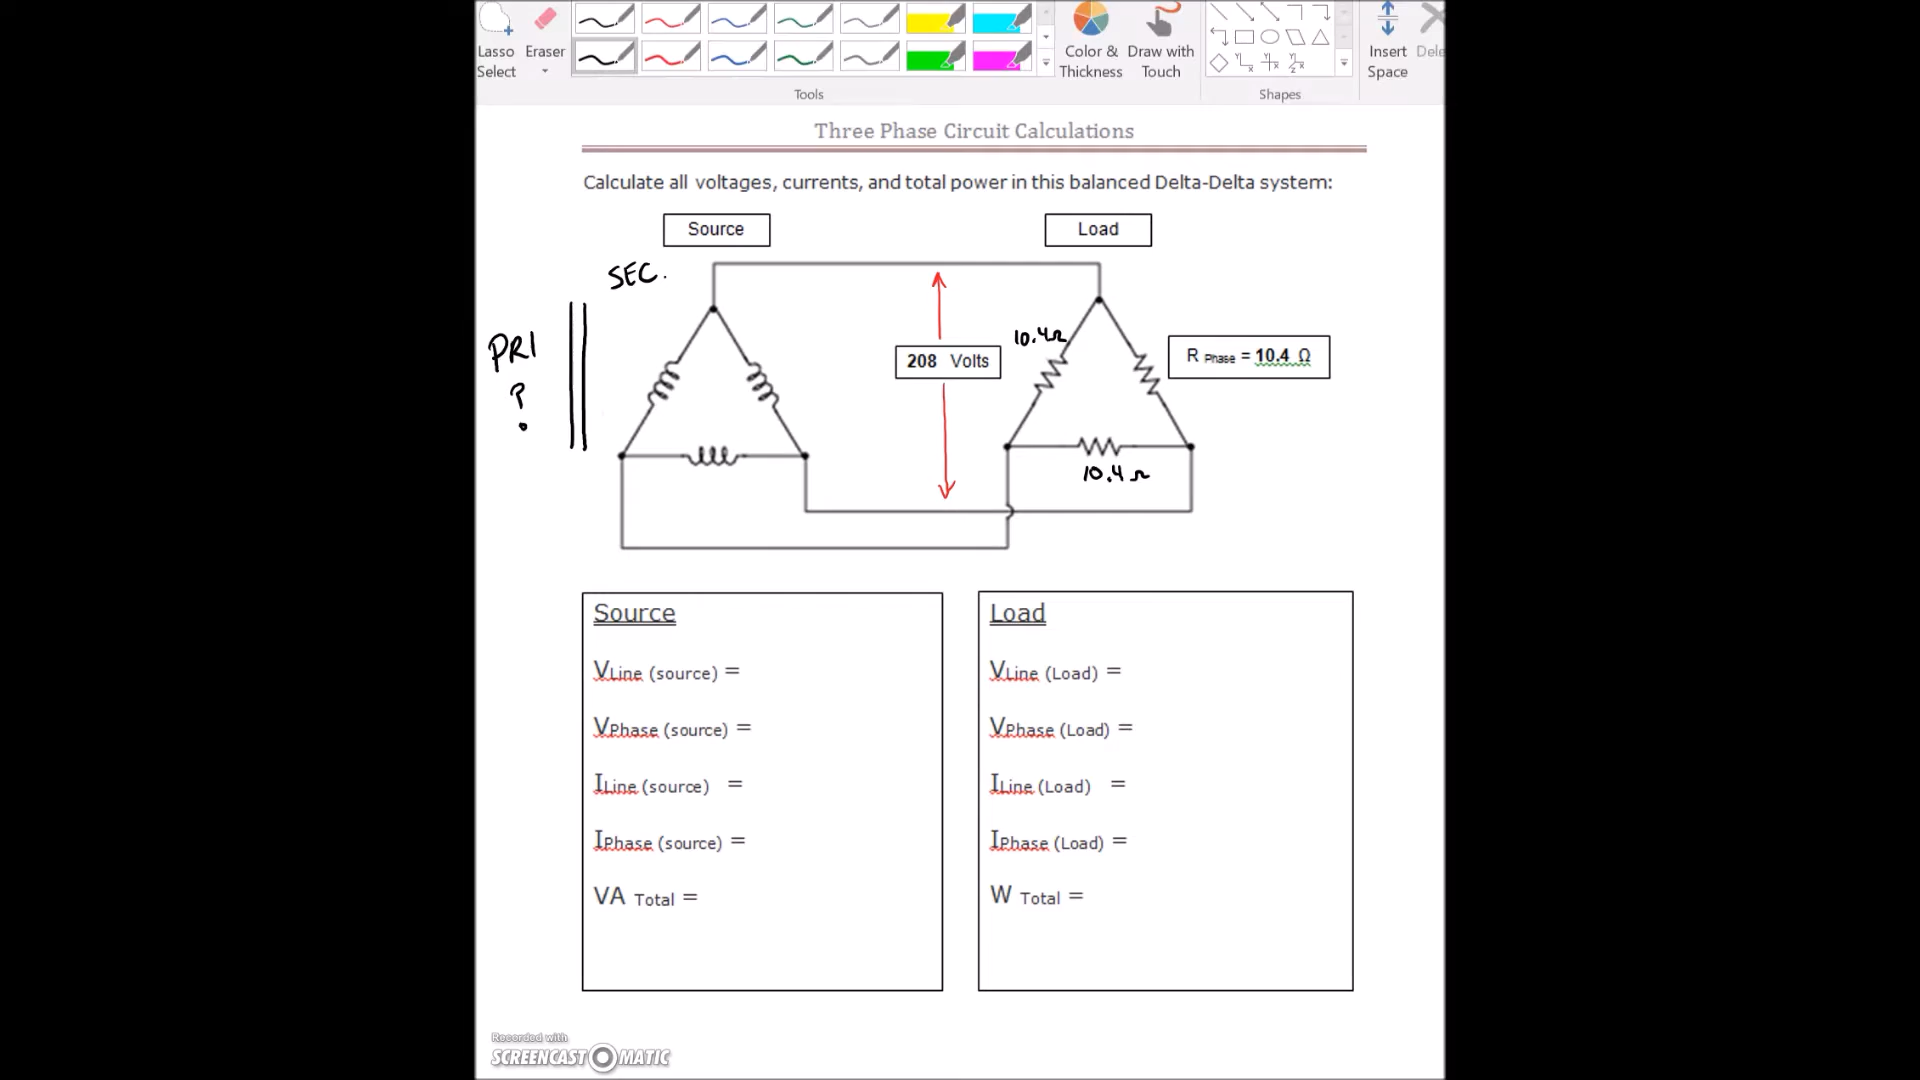 Lasso Select
Eraser
Color & Thickness
Draw with Touch
Insert Space
Dele
Tools
Shapes
Three Phase Circuit Calculations
Calculate all voltages, currents, and total power in this balanced Delta-Delta system:
Source
Load
SEC.
PRI
?
208 Volts
10.4Ω
R Phase = 10.4 Ω
10.4 Ω
Source
VLine (source) =
VPhase (source) =
ILine (source) =
IPhase (source) =
VA Total =
Load
VLine (Load) =
VPhase (Load) =
ILine (Load) =
IPhase (Load) =
W Total =
Recorded with
SCREENCAST-O-MATIC